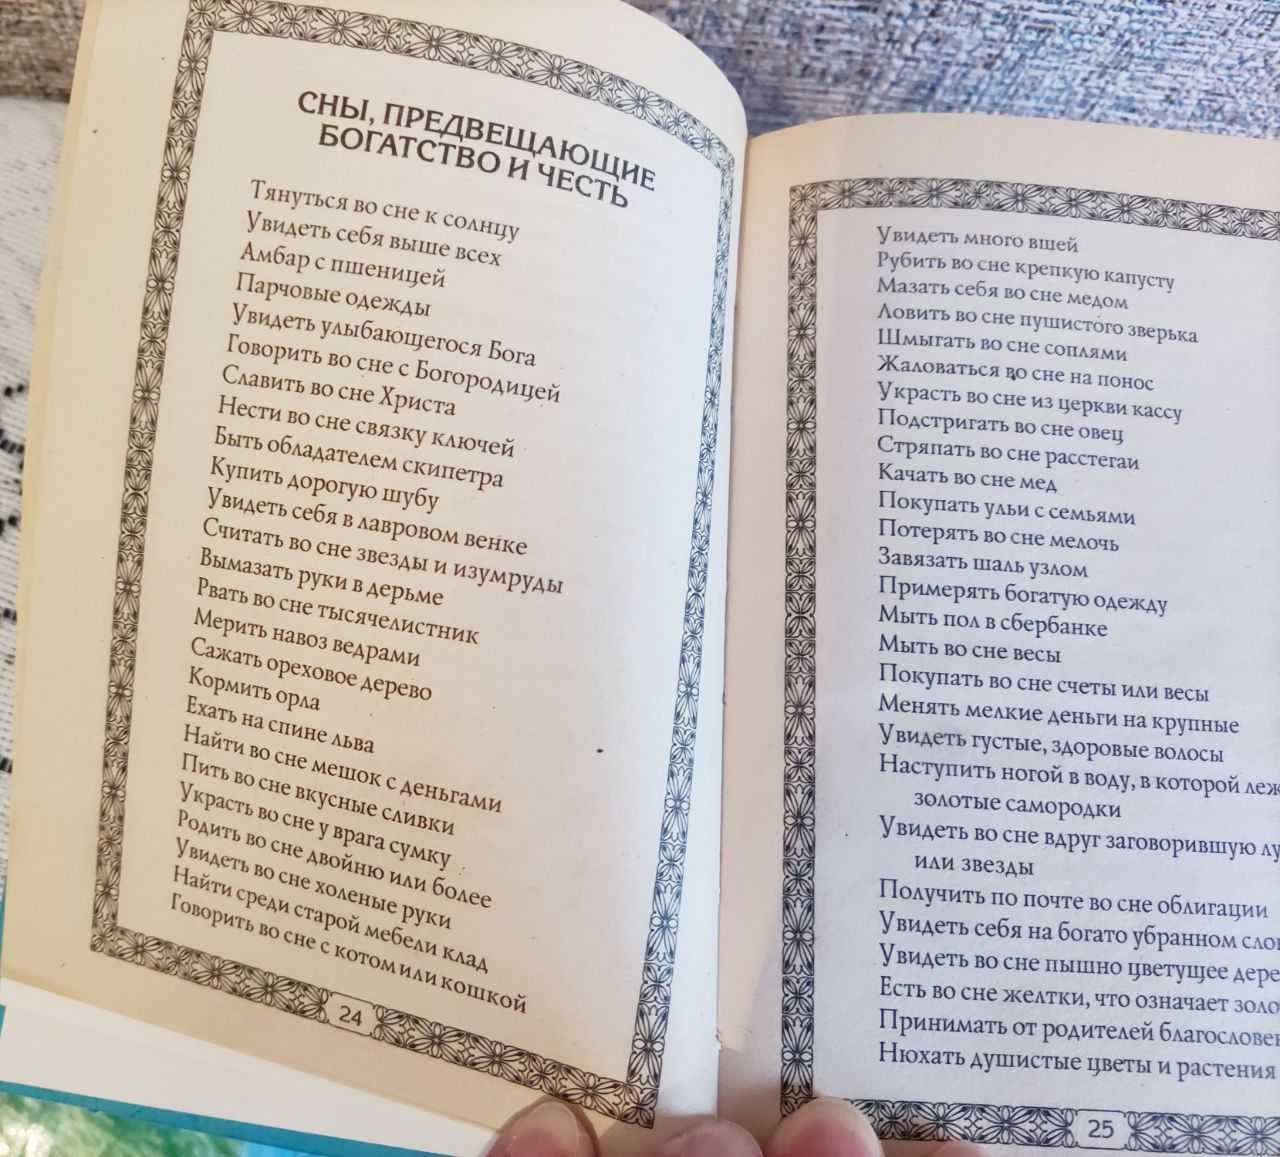 СНЫ, ПРЕДВЕЩАЮЩИЕ
БОГАТСТВО И ЧЕСТЬ
Тянуться во сне к солнцу
Увидеть себя выше всех
Амбар с пшеницей
Парчовые одежды
Увидеть улыбающегося Бога
Говорить во сне с Богородицей
Славить во сне Христа
Нести во сне связку ключей
Быть обладателем скипетра
Купить дорогую шубу
Увидеть себя в лавровом венке
Считать во сне звезды и изумруды
Вымазать руки в дерьме
Рвать во сне тысячелистник
Мерить навоз ведрами
Сажать ореховое дерево
Кормить орла
Ехать на спине льва
Найти во сне мешок с деньгами
Пить во сне вкусные сливки
Украсть во сне у врага сумку
Родить во сне двойню или более
Увидеть во сне холеные руки
Найти среди старой мебели клад
Говорить во сне с котом или кошкой
24
Увидеть много вшей
Рубить во сне крепкую капусту
Мазать себя во сне медом
Ловить во сне пушистого зверька
Шмыгать во сне соплями
Жаловаться во сне на понос
Украсть во сне из церкви кассу
Подстригать во сне овец
Стряпать во сне расстегаи
Качать во сне мед
Покупать ульи с семьями
Потерять во сне мелочь
Завязать шаль узлом
Примерять богатую одежду
Мыть пол в сбербанке
Мыть во сне весы
Покупать во сне счеты или весы
Менять мелкие деньги на крупные
Увидеть густые, здоровые волосы
Наступить ногой в воду, в которой
золотые самородки
Увидеть во сне вдруг заговорившую
или звезды
Получить по почте во сне облигации
Увидеть себя на богато убранном
Увидеть во сне пышно цветущее
Есть во сне желтки, что означает
Принимать от родителей
Нюхать душистые цветы и растения
25